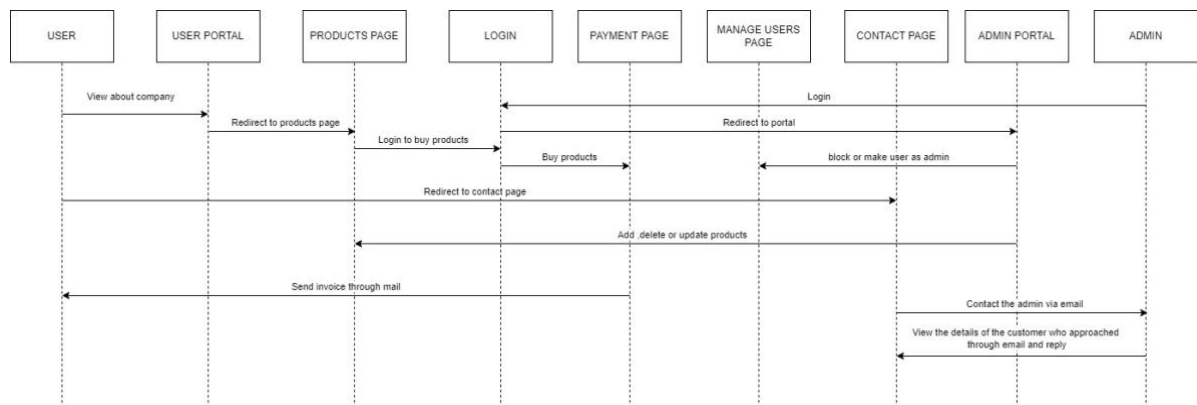 USER
USER PORTAL
PRODUCTS PAGE
LOGIN
PAYMENT PAGE
MANAGE USERS
PAGE
CONTACT PAGE
ADMIN PORTAL
ADMIN
View about company
Login
Redirect to products page
Redirect to portal
Login to buy products
Buy products
block or make user as admin
Redirect to contact page
Add ,delete or update products
Send invoice through mail
Contact the admin via email
View the details of the customer who approached
through email and reply